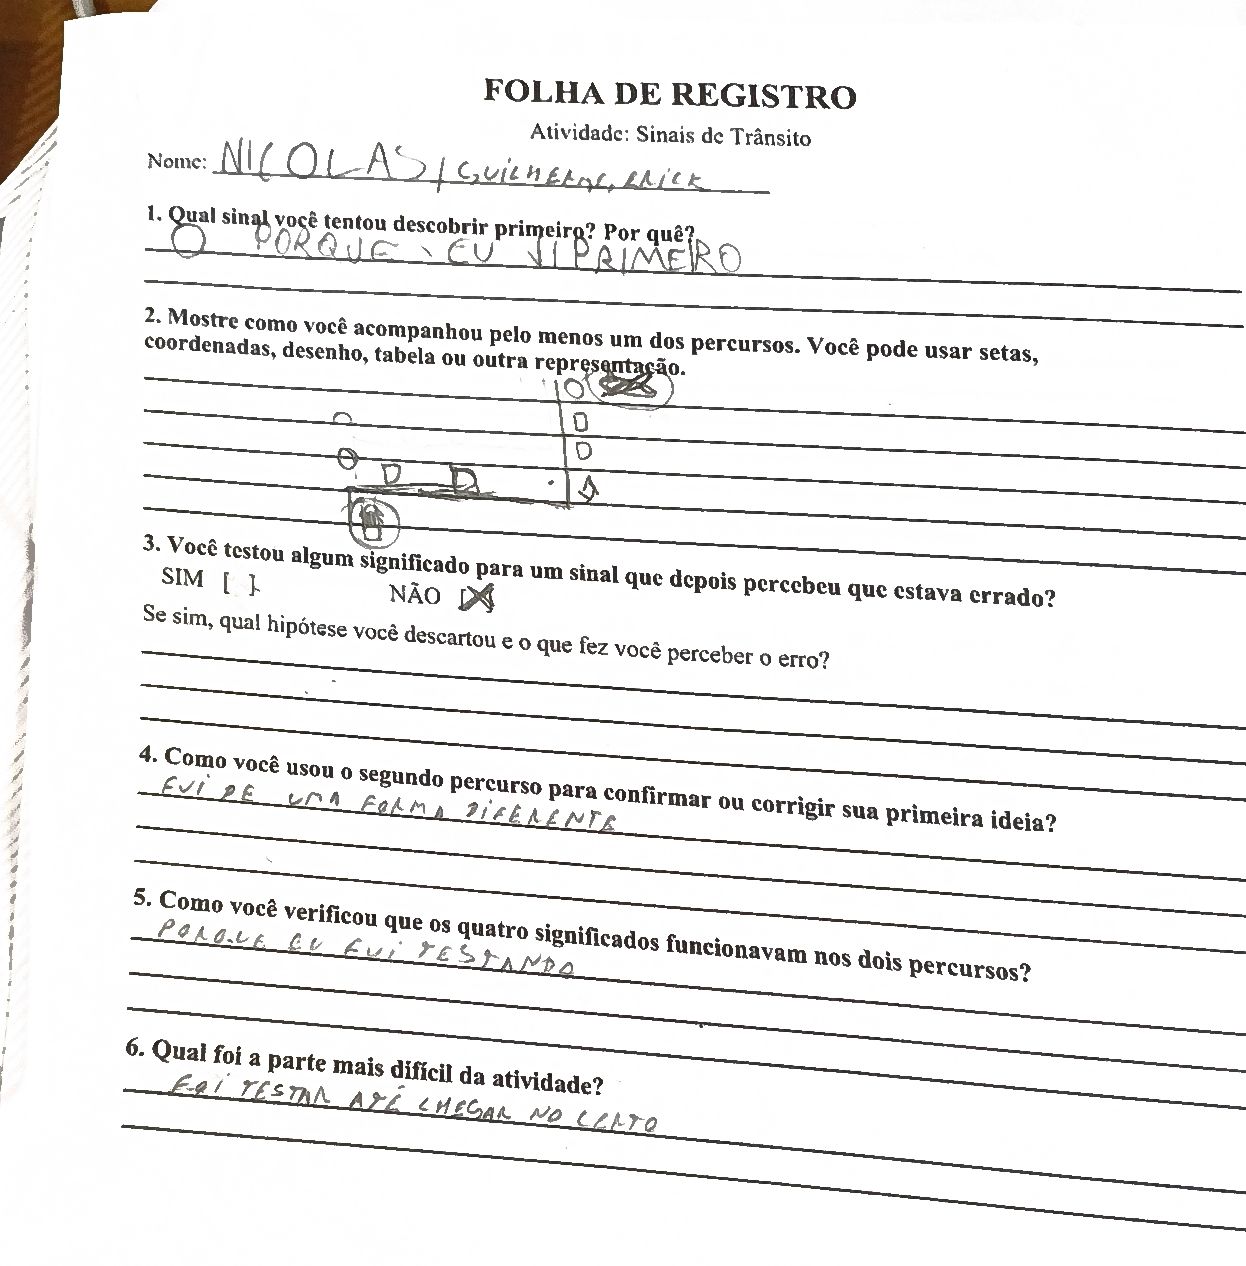 FOLHA DE REGISTRO
Atividade: Sinais de Trânsito
Nome: NICOLAS, GUILHERME, ERICK
1. Qual sinal você tentou descobrir primeiro? Por quê?
O PORQUE EU VI PRIMEIRO
2. Mostre como você acompanhou pelo menos um dos percursos. Você pode usar setas,
coordenadas, desenho, tabela ou outra representação.
3. Você testou algum significado para um sinal que depois percebeu que estava errado?
SIM [ ] NÃO [X]
Se sim, qual hipótese você descartou e o que fez você perceber o erro?
4. Como você usou o segundo percurso para confirmar ou corrigir sua primeira ideia?
FUI DE UMA FORMA DIFERENTE
5. Como você verificou que os quatro significados funcionavam nos dois percursos?
PORQUE EU FUI TESTANDO
6. Qual foi a parte mais difícil da atividade?
FOI TESTAR ATÉ CHEGAR NO CERTO